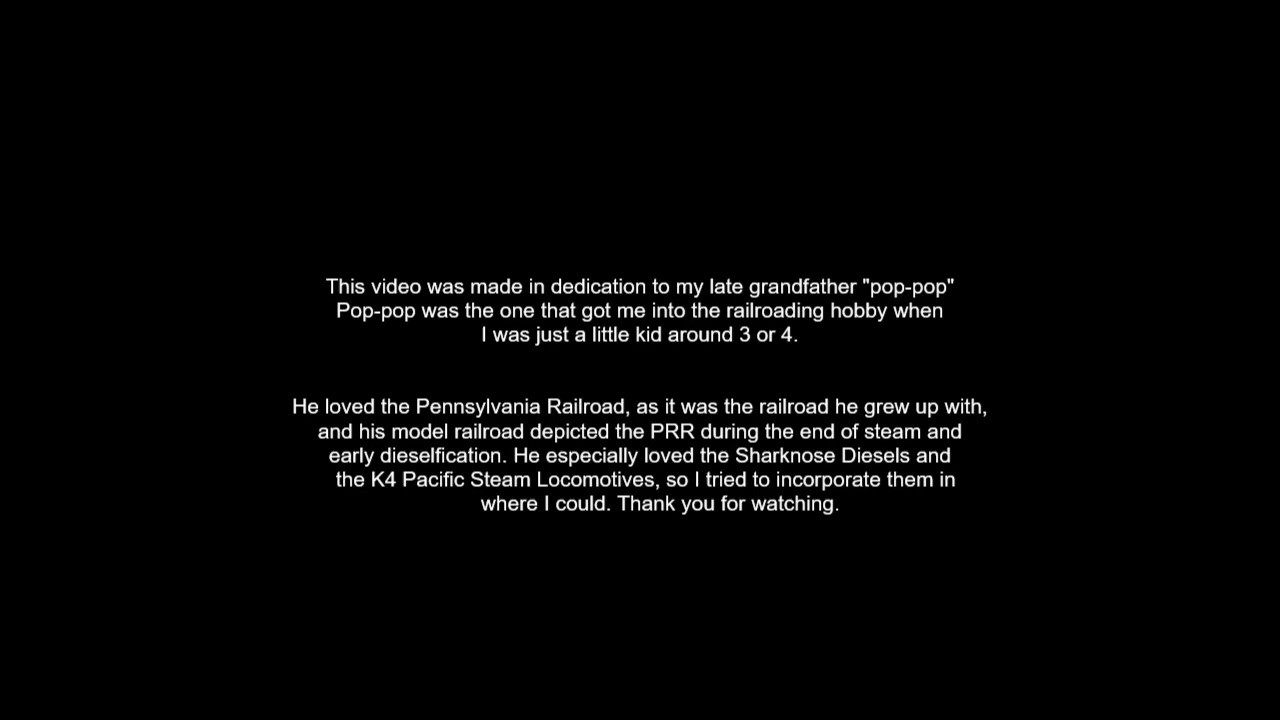 This video was made in dedication to my late grandfather "pop-pop"
Pop-pop was the one that got me into the railroading hobby when
I was just a little kid around 3 or 4.
He loved the Pennsylvania Railroad, as it was the railroad he grew up with,
and his model railroad depicted the PRR during the end of steam and
early dieselfication. He especially loved the Sharknose Diesels and
the K4 Pacific Steam Locomotives, so I tried to incorporate them in
where I could. Thank you for watching.